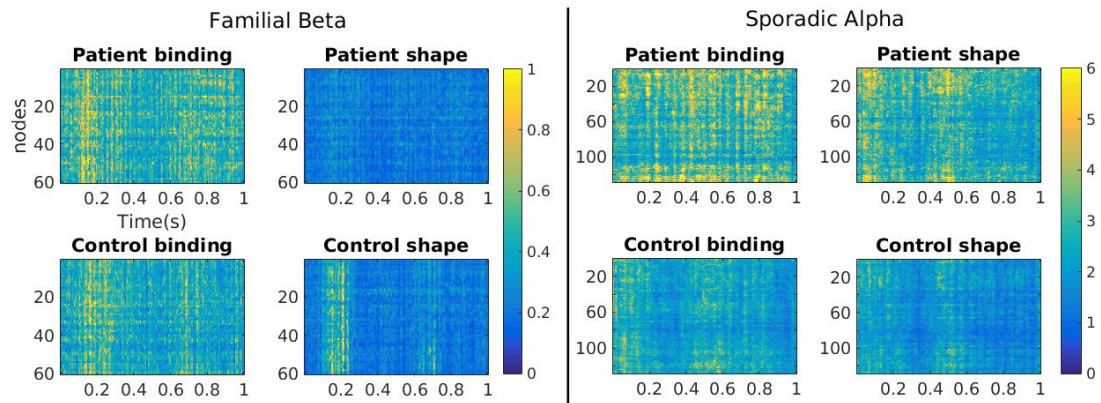 Familial Beta
Sporadic Alpha
Patient binding
Patient shape
Patient binding
Patient shape
nodes
20
40
60
0.2 0.4 0.6 0.8 1
Time(s)
0.2 0.4 0.6 0.8 1
20
60
100
0.2 0.4 0.6 0.8 1
20
60
100
0.2 0.4 0.6 0.8 1
Control binding
Control shape
Control binding
Control shape
20
40
60
0.2 0.4 0.6 0.8 1
20
40
60
0.2 0.4 0.6 0.8 1
1
0.8
0.6
0.4
0.2
0
20
60
100
0.2 0.4 0.6 0.8 1
20
60
100
0.2 0.4 0.6 0.8 1
6
5
4
3
2
1
0